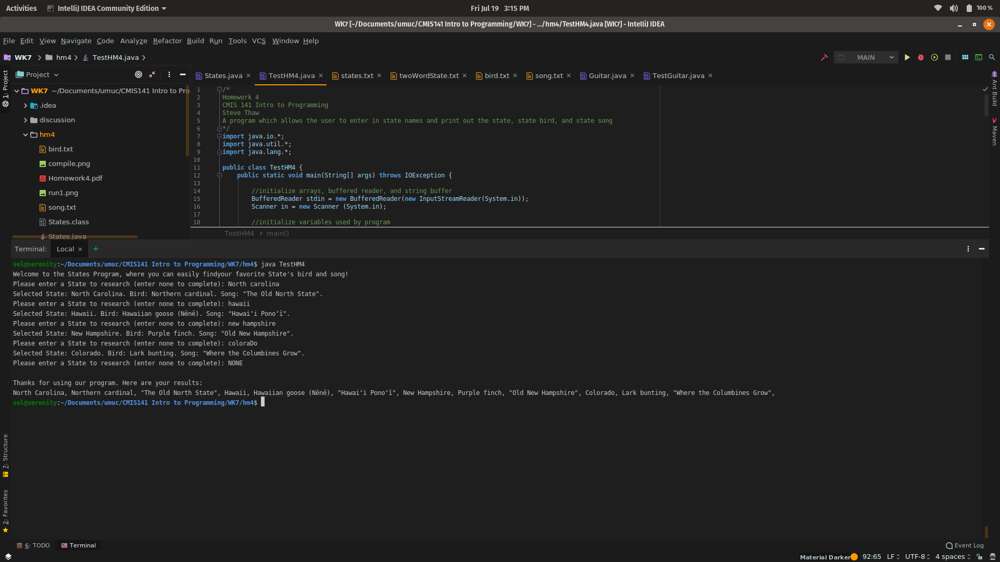 Activities IntelliJ IDEA Community Edition Fri Jul 19 3:15 PM 100 %
WK7 [~/Documents/umuc/CMIS141 Intro to Programming/WK7] - .../hm4/TestHM4.java [WK7] - IntelliJ IDEA
File Edit View Navigate Code Analyze Refactor Build Run Tools VCS Window Help
WK7 hm4 TestHM4.java MAIN
1: Project
Project
WK7 ~/Documents/umuc/CMIS141 Intro to Pro
.idea
discussion
hm4
bird.txt
compile.png
Homework4.pdf
run1.png
song.txt
States.class
States.java
States.java TestHM4.java states.txt twoWordState.txt bird.txt song.txt Guitar.java TestGuitar.java
1 /*
2 Homework 4
3 CMIS 141 Intro to Programming
4 Steve Thaw
5 A program which allows the user to enter in state names and print out the state, state bird, and state song
6 */
7 import java.io.*;
8 import java.util.*;
9 import java.lang.*;
10
11 public class TestHM4 {
12 public static void main(String[] args) throws IOException {
13
14 //initialize arrays, buffered reader, and string buffer
15 BufferedReader stdin = new BufferedReader(new InputStreamReader(System.in));
16 Scanner in = new Scanner (System.in);
17
18 //initialize variables used by program
TestHM4 main()
Ant Build
Maven
Terminal: Local
sel@serenity:~/Documents/umuc/CMIS141 Intro to Programming/WK7/hm4$ java TestHM4
Welcome to the States Program, where you can easily findyour favorite State's bird and song!
Please enter a State to research (enter none to complete): North carolina
Selected State: North Carolina. Bird: Northern cardinal. Song: "The Old North State".
Please enter a State to research (enter none to complete): hawaii
Selected State: Hawaii. Bird: Hawaiian goose (Nēnē). Song: "Hawaiʻi Ponoʻī".
Please enter a State to research (enter none to complete): new hampshire
Selected State: New Hampshire. Bird: Purple finch. Song: "Old New Hampshire".
Please enter a State to research (enter none to complete): coloraDo
Selected State: Colorado. Bird: Lark bunting. Song: "Where the Columbines Grow".
Please enter a State to research (enter none to complete): NONE

Thanks for using our program. Here are your results:
North Carolina, Northern cardinal, "The Old North State", Hawaii, Hawaiian goose (Nēnē), "Hawaiʻi Ponoʻī", New Hampshire, Purple finch, "Old New Hampshire", Colorado, Lark bunting, "Where the Columbines Grow",
sel@serenity:~/Documents/umuc/CMIS141 Intro to Programming/WK7/hm4$
7: Structure
2: Favorites
6: TODO Terminal Event Log
Material Darker 92:65 LF UTF-8 4 spaces